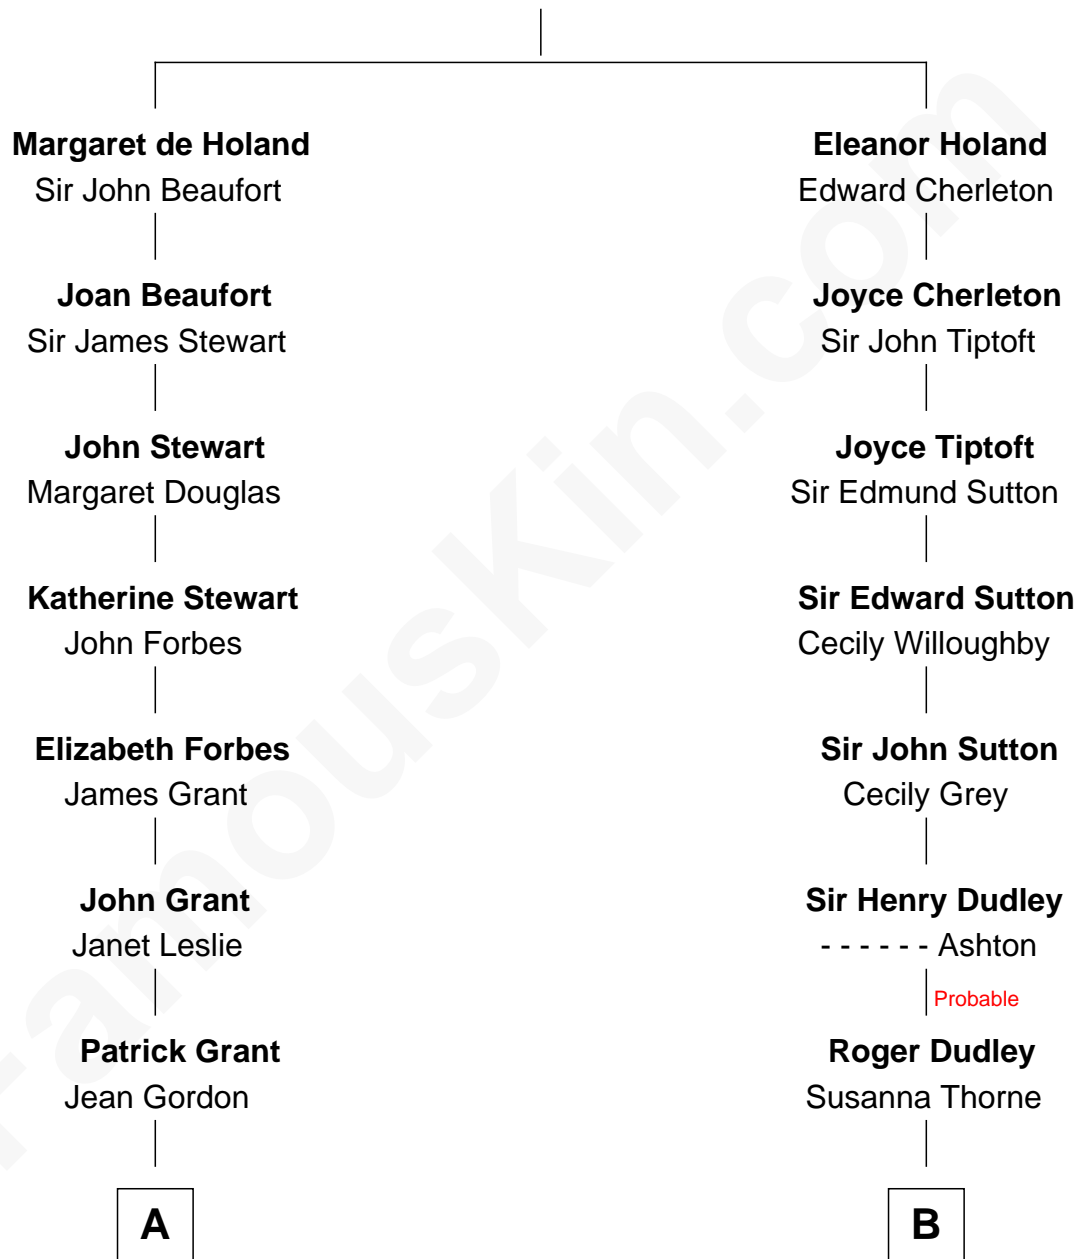 Margaret de Holand
Sir John Beaufort
Eleanor Holand
Edward Cherleton
Joan Beaufort
Sir James Stewart
Joyce Cherleton
Sir John Tiptoft
John Stewart
Margaret Douglas
Joyce Tiptoft
Sir Edmund Sutton
Katherine Stewart
John Forbes
Sir Edward Sutton
Cecily Willoughby
Elizabeth Forbes
James Grant
Sir John Sutton
Cecily Grey
John Grant
Janet Leslie
Sir Henry Dudley
- - - - - - Ashton
Probable
Patrick Grant
Jean Gordon
Roger Dudley
Susanna Thorne
A
B
FamousKin.com